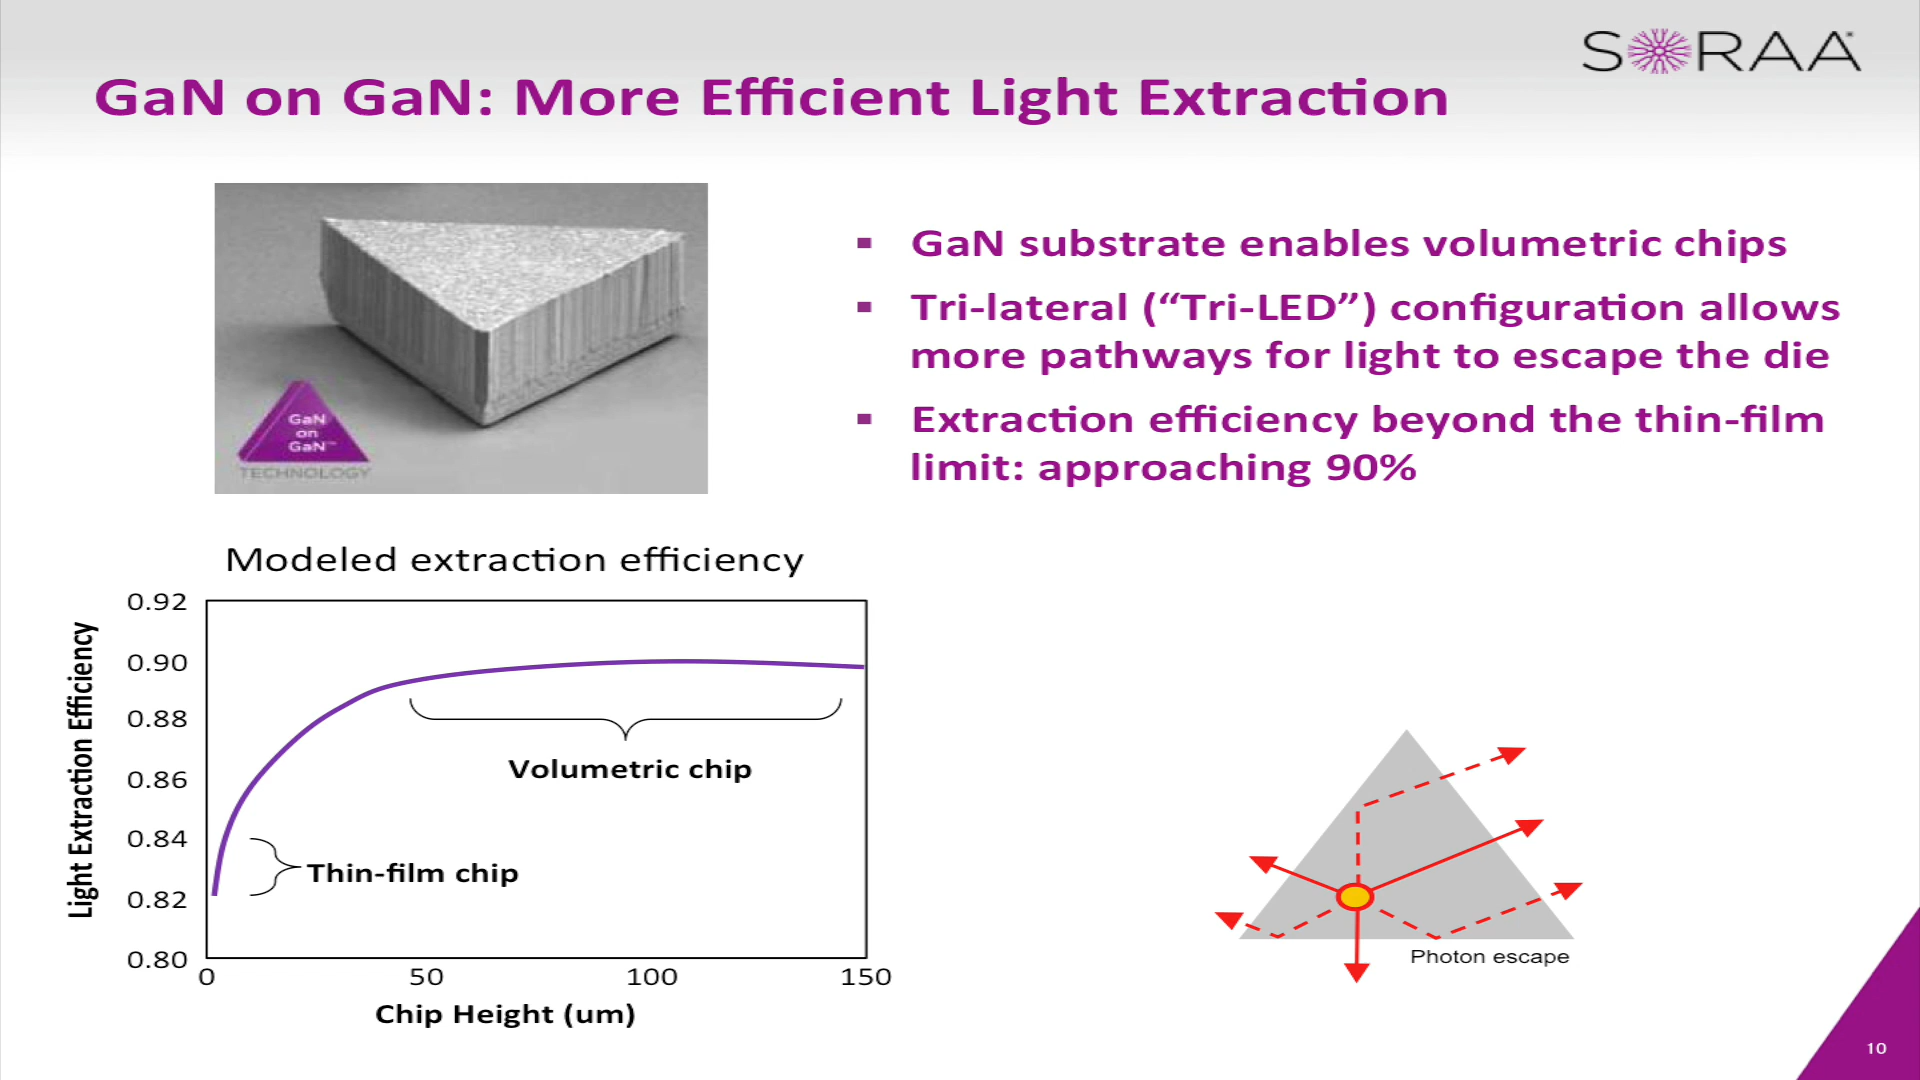 SORAA
GaN on GaN: More Efficient Light Extraction
GaN
on
GaN™
TECHNOLOGY
▪ GaN substrate enables volumetric chips
▪ Tri-lateral (“Tri-LED”) configuration allows
more pathways for light to escape the die
▪ Extraction efficiency beyond the thin-film
limit: approaching 90%
Modeled extraction efficiency
Light Extraction Efficiency
0.92
0.90
0.88
0.86
0.84
0.82
0.80
Volumetric chip
Thin-film chip
0 50 100 150
Chip Height (um)
Photon escape
10